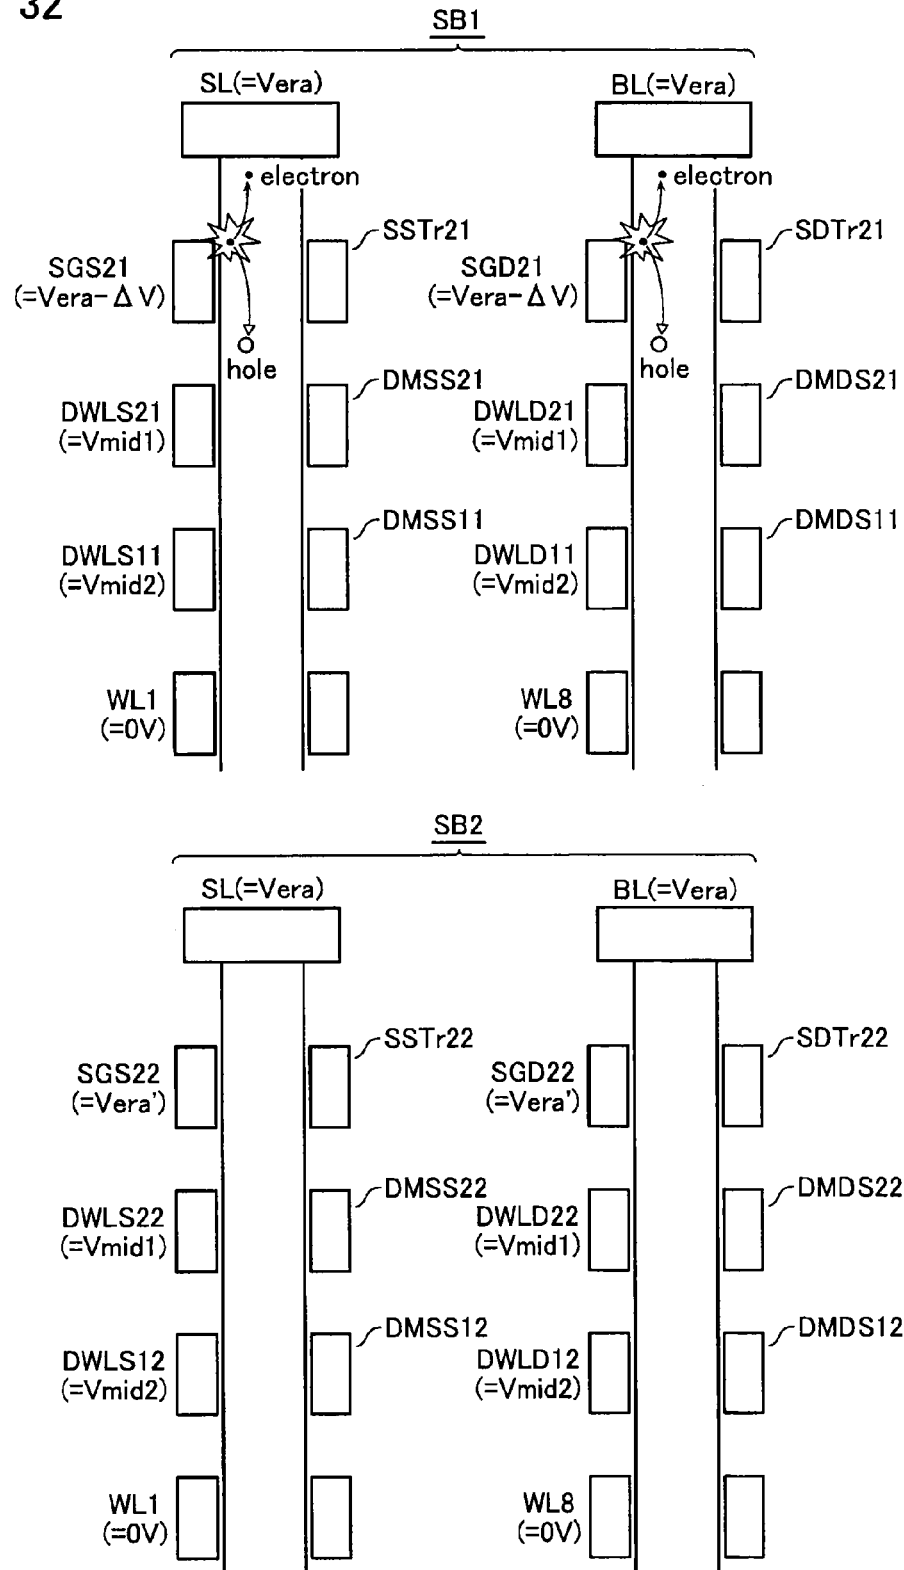 32
SB1
SL(=Vera)
BL(=Vera)
electron
electron
SSTr21
SDTr21
SGS21
(=Vera-ΔV)
SGD21
(=Vera-ΔV)
hole
hole
DMSS21
DMDS21
DWLS21
(=Vmid1)
DWLD21
(=Vmid1)
DMSS11
DMDS11
DWLS11
(=Vmid2)
DWLD11
(=Vmid2)
WL1
(=0V)
WL8
(=0V)
SB2
SL(=Vera)
BL(=Vera)
SSTr22
SDTr22
SGS22
(=Vera')
SGD22
(=Vera')
DMSS22
DMDS22
DWLS22
(=Vmid1)
DWLD22
(=Vmid1)
DMSS12
DMDS12
DWLS12
(=Vmid2)
DWLD12
(=Vmid2)
WL1
(=0V)
WL8
(=0V)